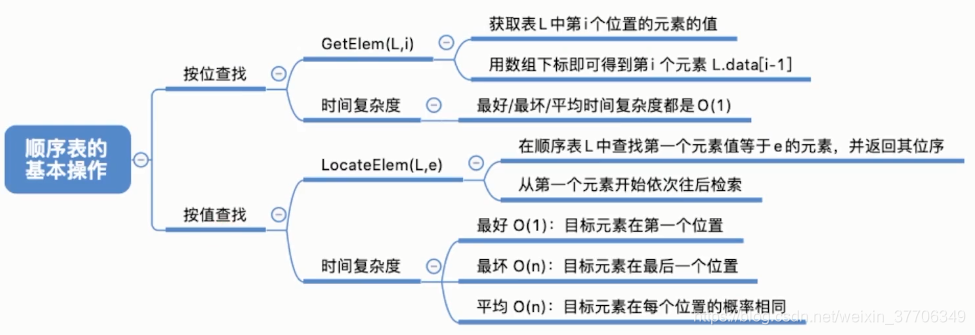 顺序表的
基本操作
按位查找
GetElem(L,i)
获取表L中第i个位置的元素的值
用数组下标即可得到第i个元素 L.data[i-1]
时间复杂度
最好/最坏/平均时间复杂度都是O(1)
按值查找
LocateElem(L,e)
在顺序表L中查找第一个元素值等于e的元素，并返回其位序
从第一个元素开始依次往后检索
时间复杂度
最好 O(1)：目标元素在第一个位置
最坏 O(n)：目标元素在最后一个位置
平均 O(n)：目标元素在每个位置的概率相同
https://blog.csdn.net/weixin_37706349